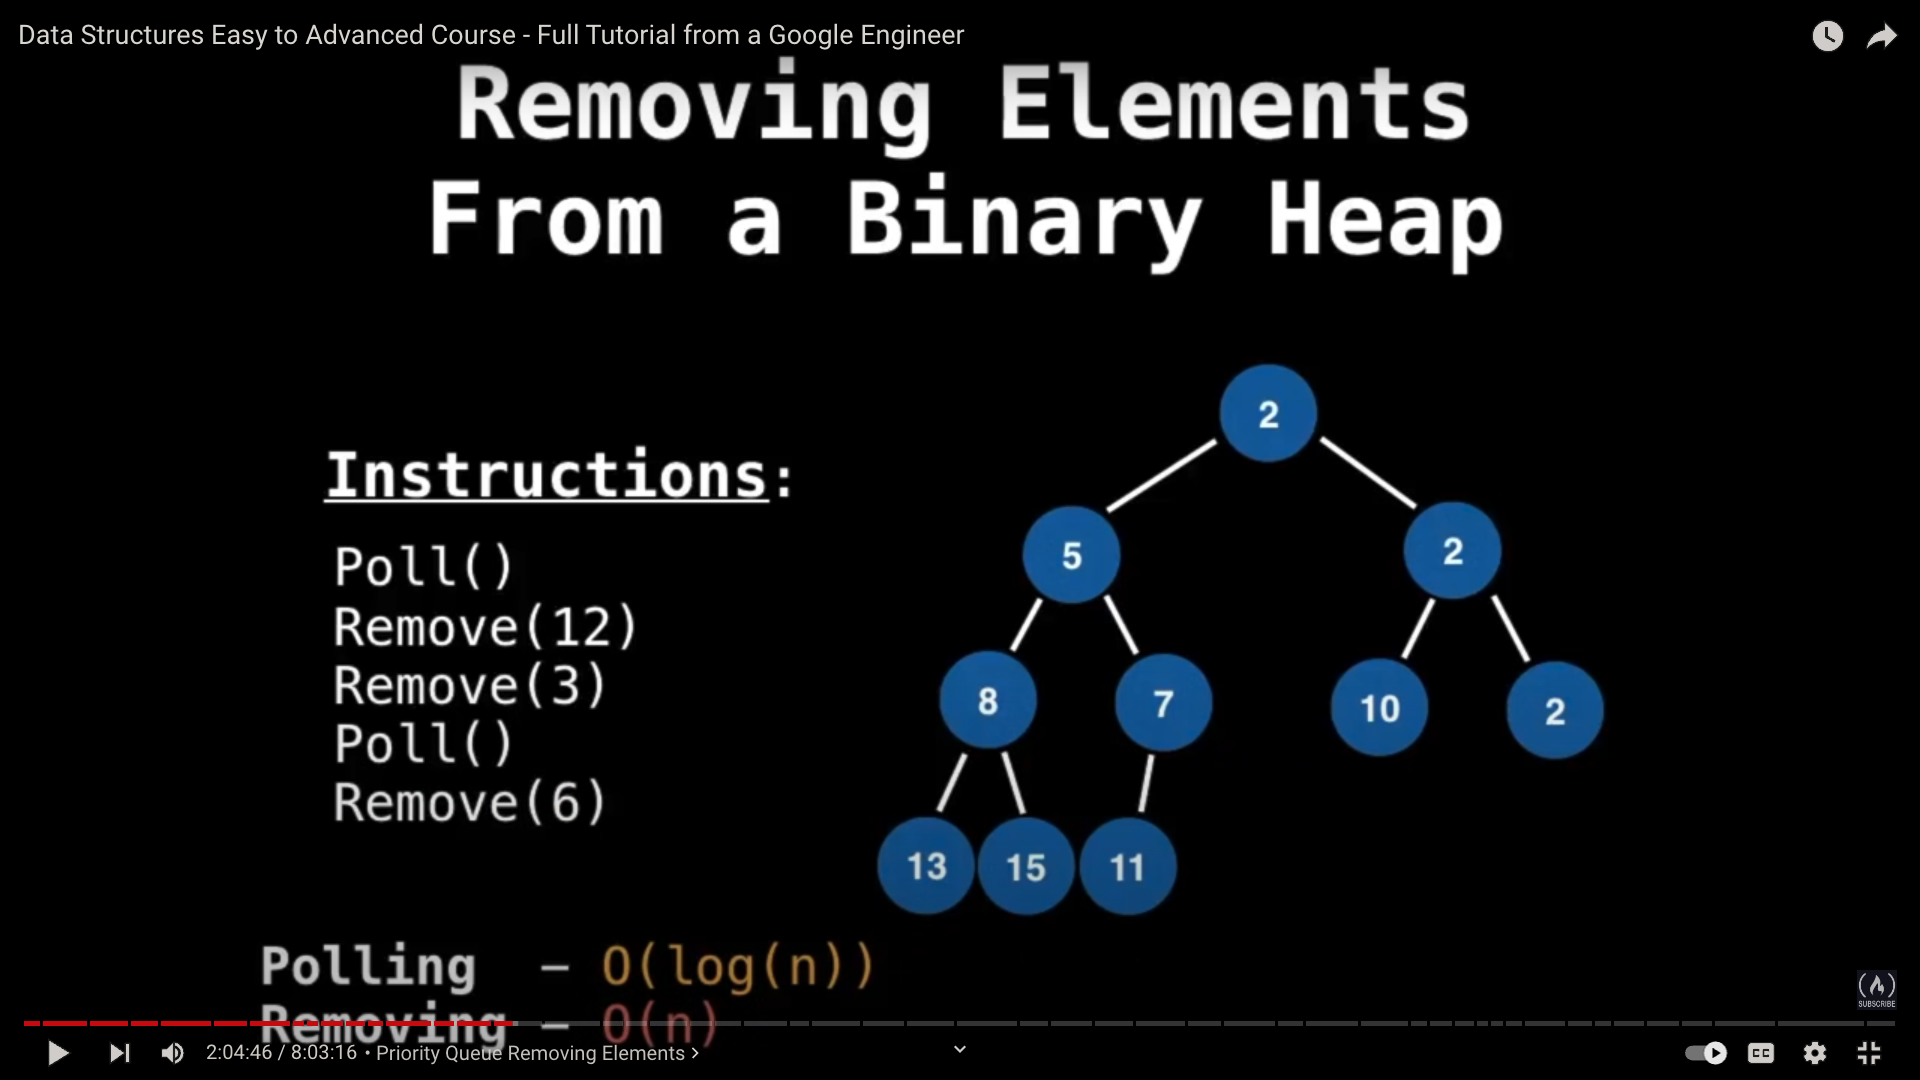 Data Structures Easy to Advanced Course - Full Tutorial from a Google Engineer
Removing Elements
From a Binary Heap
Instructions:
Poll()
Remove(12)
Remove(3)
Poll()
Remove(6)
2
5
2
8
7
10
2
13
15
11
Polling – O(log(n))
Removing – O(n)
SUBSCRIBE
2:04:46 / 8:03:16 • Priority Queue Removing Elements >
CC